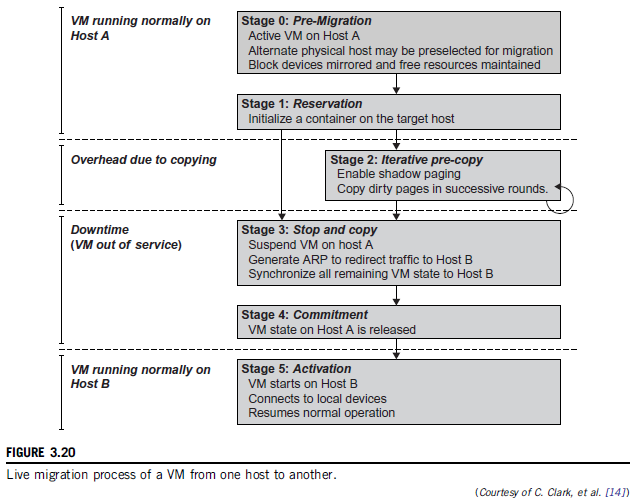 VM running normally on
Host A
Stage 0: Pre-Migration
Active VM on Host A
Alternate physical host may be preselected for migration
Block devices mirrored and free resources maintained
Stage 1: Reservation
Initialize a container on the target host
Overhead due to copying
Stage 2: Iterative pre-copy
Enable shadow paging
Copy dirty pages in successive rounds.
Downtime
(VM out of service)
Stage 3: Stop and copy
Suspend VM on host A
Generate ARP to redirect traffic to Host B
Synchronize all remaining VM state to Host B
Stage 4: Commitment
VM state on Host A is released
VM running normally on
Host B
Stage 5: Activation
VM starts on Host B
Connects to local devices
Resumes normal operation
FIGURE 3.20
Live migration process of a VM from one host to another.
(Courtesy of C. Clark, et al. [14])